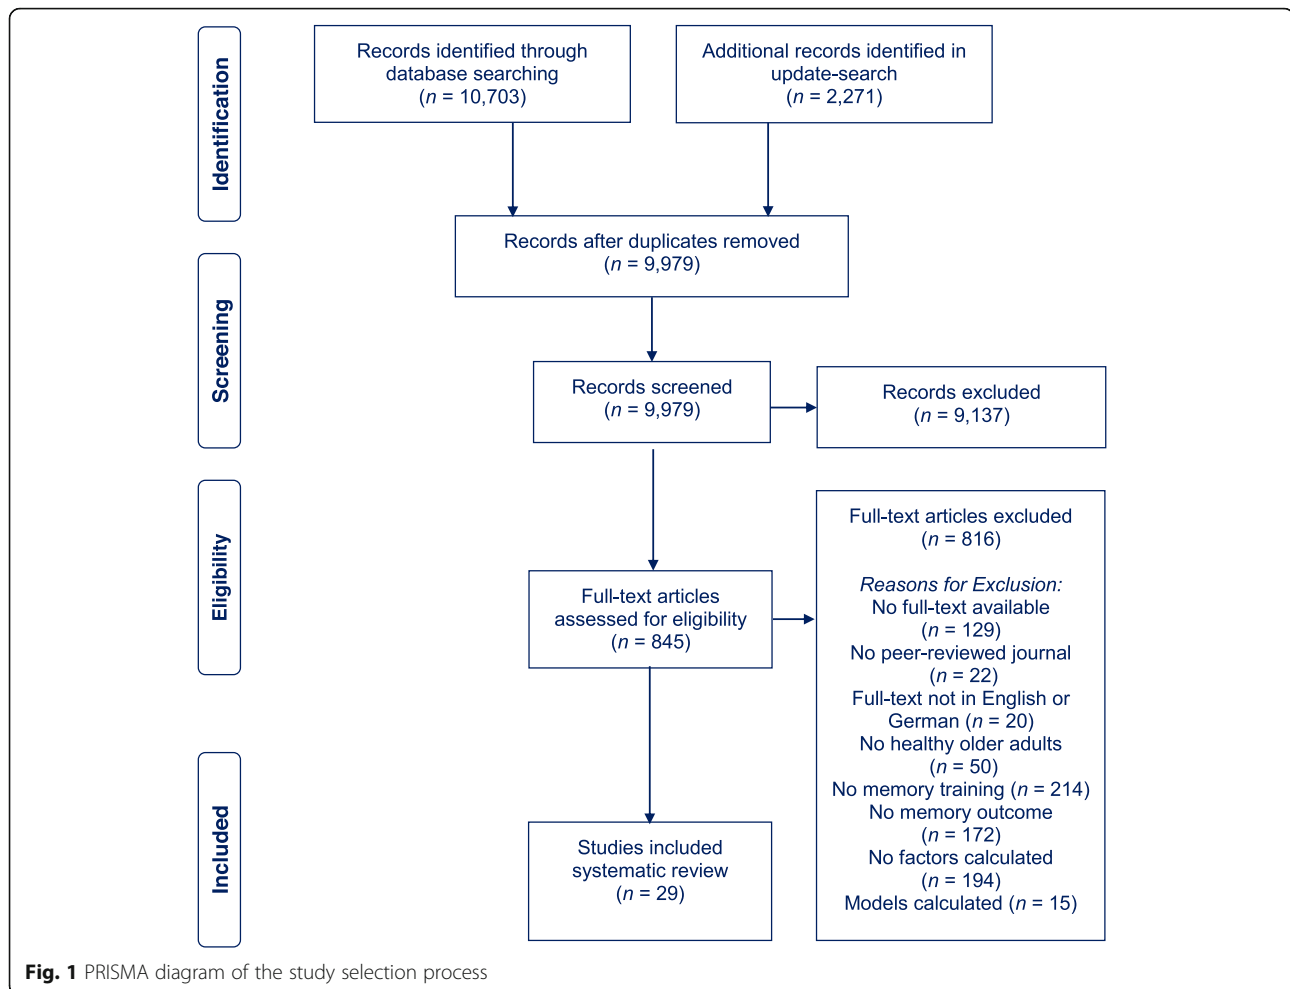 Identification
Records identified through
database searching
(n = 10,703)
Additional records identified in
update-search
(n = 2,271)
Records after duplicates removed
(n = 9,979)
Screening
Records screened
(n = 9,979)
Records excluded
(n = 9,137)
Eligibility
Full-text articles
assessed for eligibility
(n = 845)
Full-text articles excluded
(n = 816)
Reasons for Exclusion:
No full-text available
(n = 129)
No peer-reviewed journal
(n = 22)
Full-text not in English or
German (n = 20)
No healthy older adults
(n = 50)
No memory training (n = 214)
No memory outcome
(n = 172)
No factors calculated
(n = 194)
Models calculated (n = 15)
Included
Studies included
systematic review
(n = 29)
Fig. 1 PRISMA diagram of the study selection process